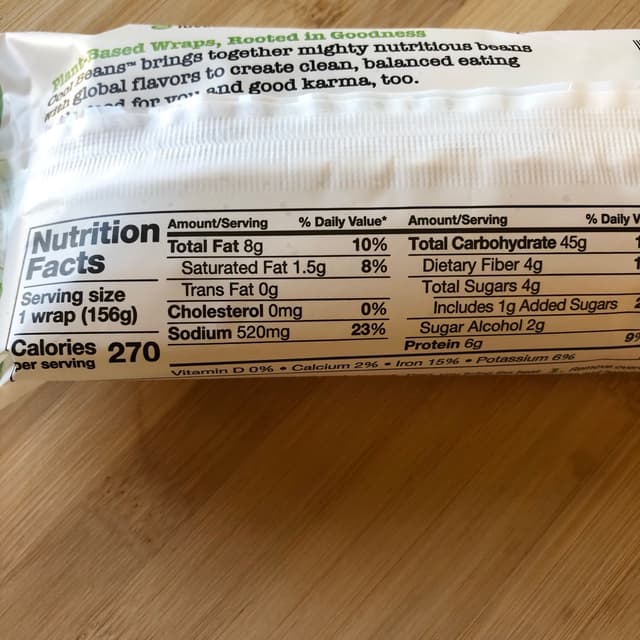 Plant-Based Wraps, Rooted in Goodness
Cool Beans™ brings together mighty nutritious beans
with global flavors to create clean, balanced eating
for you and good karma, too.
Nutrition
Facts
Serving size
1 wrap (156g)
Calories 270
per serving
Amount/Serving % Daily Value*
Total Fat 8g 10%
Saturated Fat 1.5g 8%
Trans Fat 0g
Cholesterol 0mg 0%
Sodium 520mg 23%
Amount/Serving % Daily V
Total Carbohydrate 45g
Dietary Fiber 4g
Total Sugars 4g
Includes 1g Added Sugars
Sugar Alcohol 2g
Protein 6g 9%
Vitamin D 0% • Calcium 2% • Iron 15% • Potassium 6%